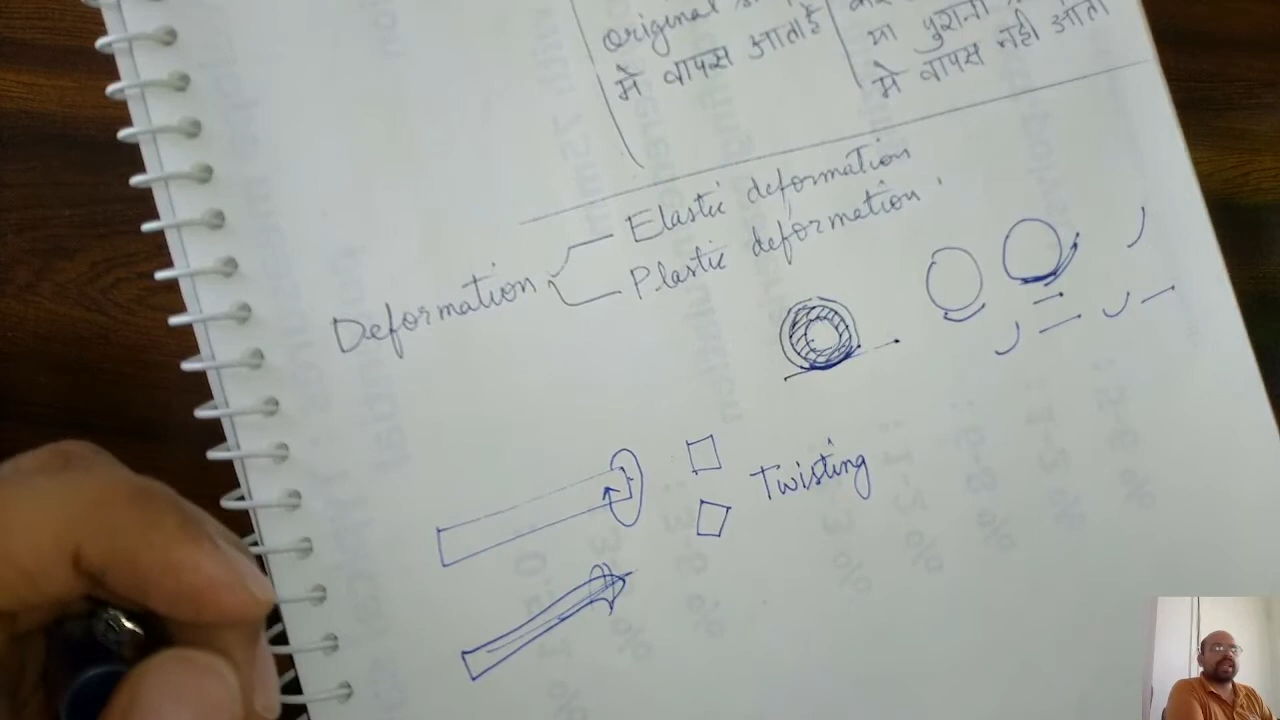 original
में वापस आता है
या पुरानी
में वापस नही आता
Deformation
Elastic deformation
Plastic deformation.
Twisting